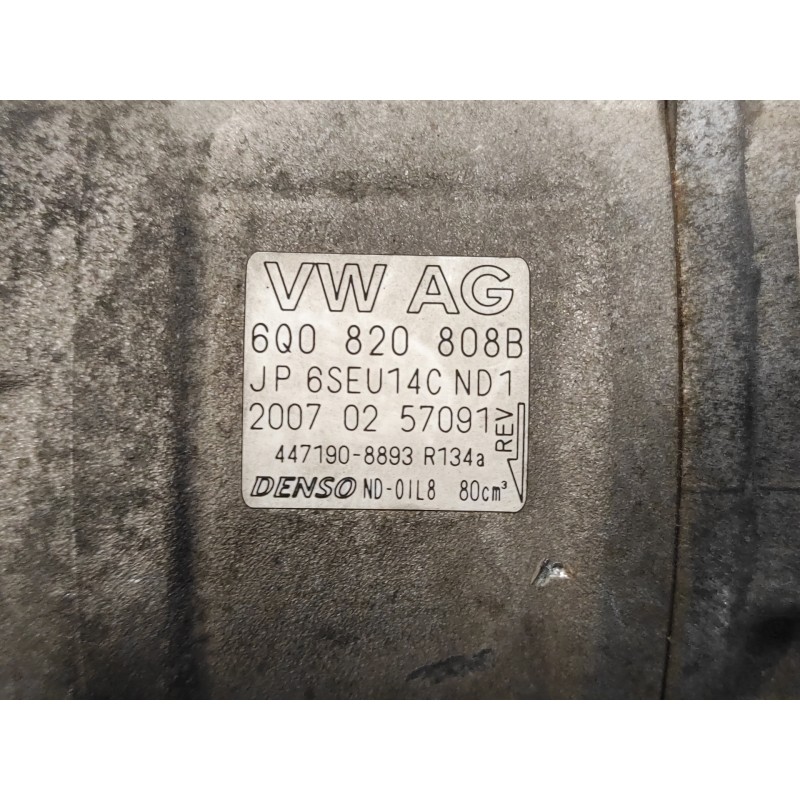 VW AG
6Q0 820 808B
JP 6SEU14C ND1
2007 02 57091
REV
447190-8893 R134a
DENSO ND-OIL8 80cm³